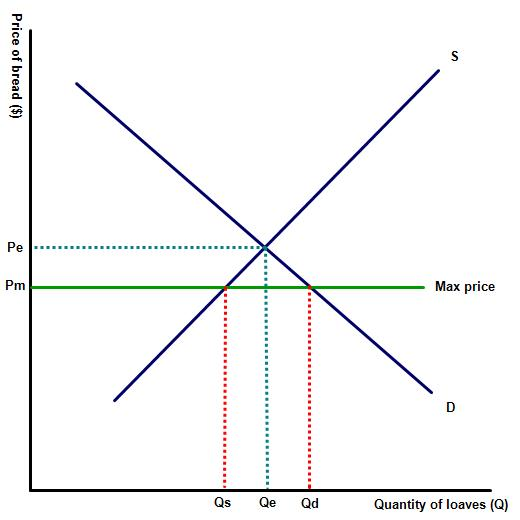 Price of bread ($)
S
Pe
Pm
Max price
D
Qs
Qe
Qd
Quantity of loaves (Q)